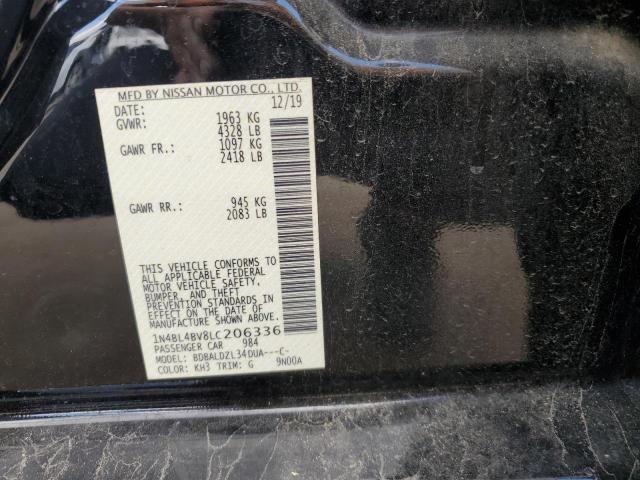 MFD BY NISSAN MOTOR CO., LTD.
DATE: 12/19
GVWR: 1963 KG
4328 LB
GAWR FR.: 1097 KG
2418 LB
GAWR RR.: 945 KG
2083 LB
THIS VEHICLE CONFORMS TO
ALL APPLICABLE FEDERAL
MOTOR VEHICLE SAFETY,
BUMPER, AND THEFT
PREVENTION STANDARDS IN
EFFECT ON THE DATE OF
MANUFACTURE SHOWN ABOVE.
1N4BL4BV8LC206336
PASSENGER CAR 984
MODEL: BDBALDZL34DUA---C-
COLOR: KH3 TRIM: G 9N00A